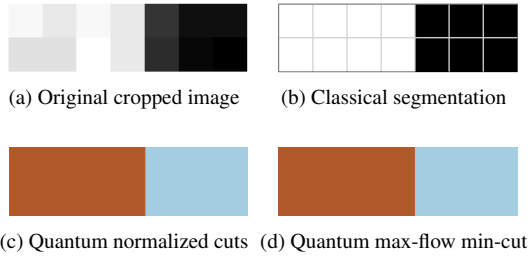 (a) Original cropped image
(b) Classical segmentation
(c) Quantum normalized cuts
(d) Quantum max-flow min-cut